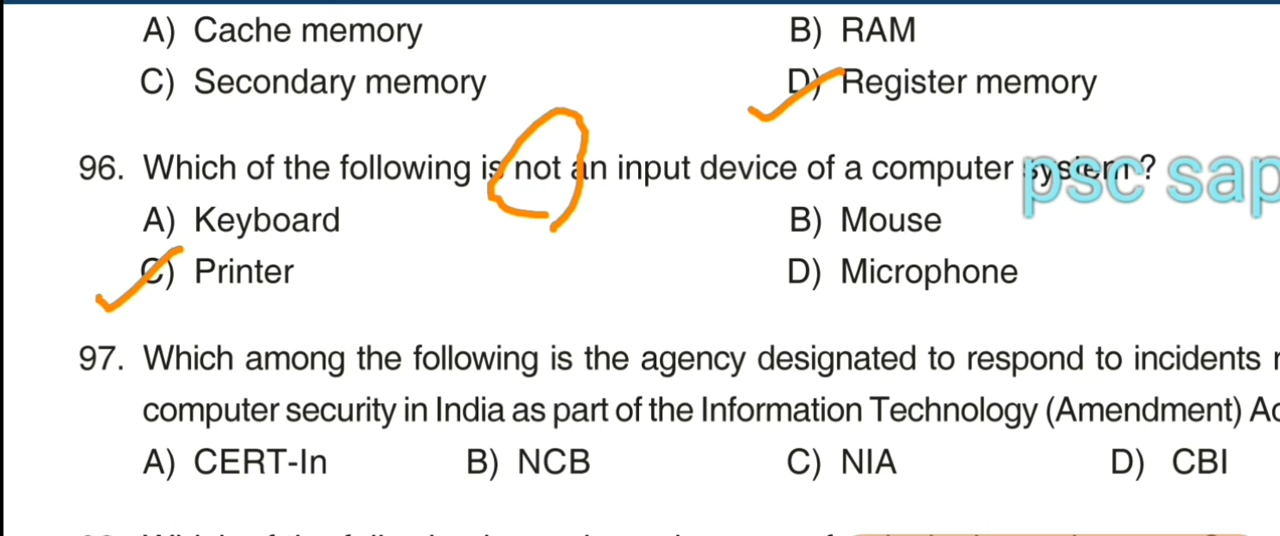 A) Cache memory B) RAM
C) Secondary memory D) Register memory
96. Which of the following is not an input device of a computer system?
psc sap
A) Keyboard B) Mouse
C) Printer D) Microphone
97. Which among the following is the agency designated to respond to incidents
computer security in India as part of the Information Technology (Amendment)
A) CERT-In B) NCB C) NIA D) CBI